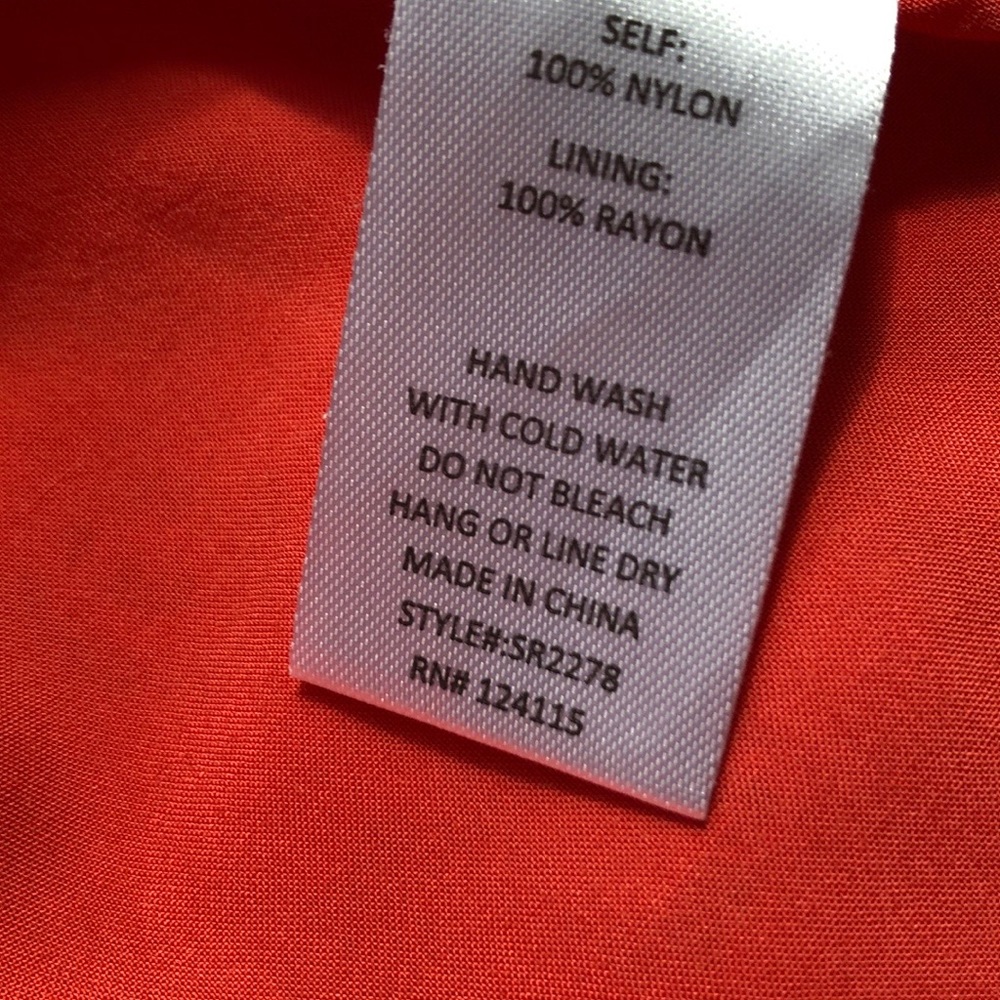 SELF:
100% NYLON
LINING:
100% RAYON
HAND WASH
WITH COLD WATER
DO NOT BLEACH
HANG OR LINE DRY
MADE IN CHINA
STYLE#:SR2278
RN# 124115